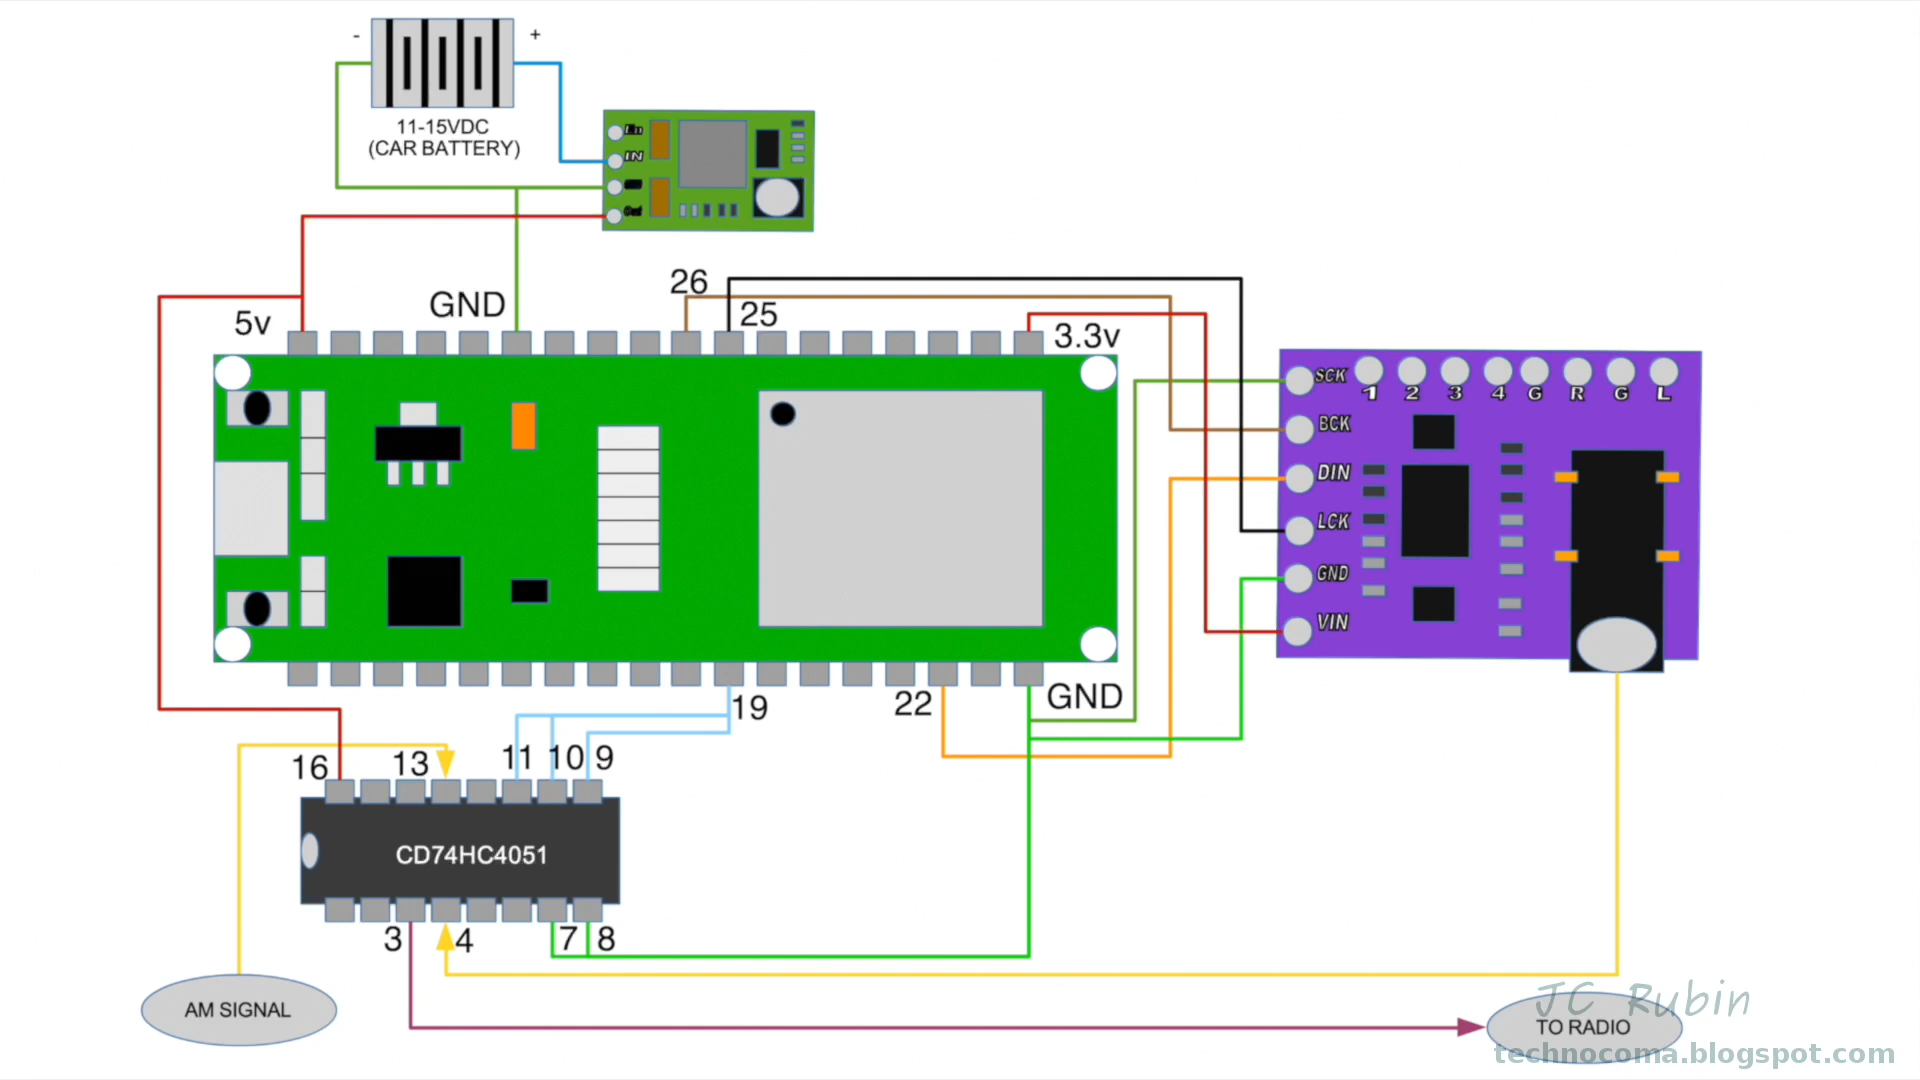 - +
11-15VDC
(CAR BATTERY)
IN
26
GND
25
5v
3.3v
SCK
1 2 3 4 G R G L
BCK
DIN
LCK
GND
VIN
19
22
GND
16
13
11
10
9
CD74HC4051
3
4
7
8
AM SIGNAL
JC Rubin
TO RADIO
technocoma.blogspot.com